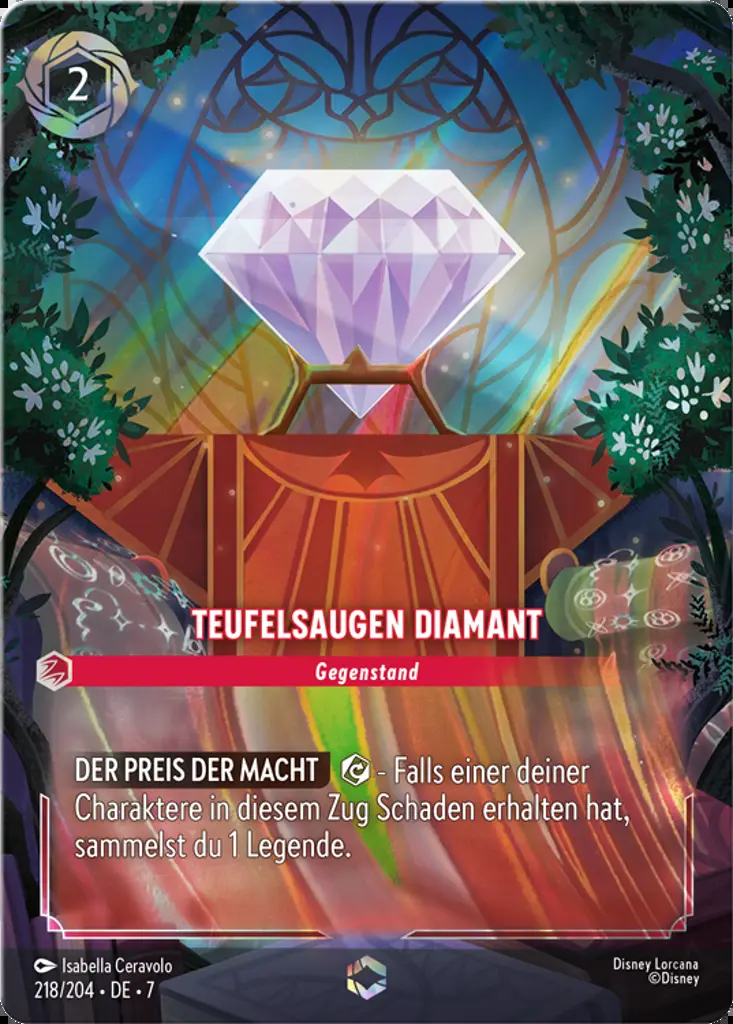 2
TEUFELSAUGEN DIAMANT
Gegenstand
DER PREIS DER MACHT - Falls einer deiner
Charaktere in diesem Zug Schaden erhalten hat,
sammelst du 1 Legende.
Isabella Ceravolo
218/204 • DE • 7
Disney Lorcana
©Disney